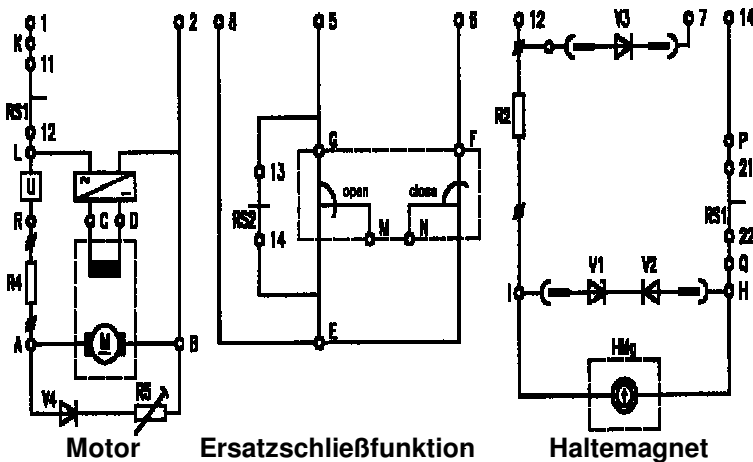 1 2 8 5 6 12 V3 7 14
K
11
RS1
12
L
U
R
C D
R4
A M B
V4 R5
G F
13
open close
RS2
M N
14
E
R2
P
21
RS1
22
Q
I V1 V2 H
HMg
Motor Ersatzschließfunktion Haltemagnet